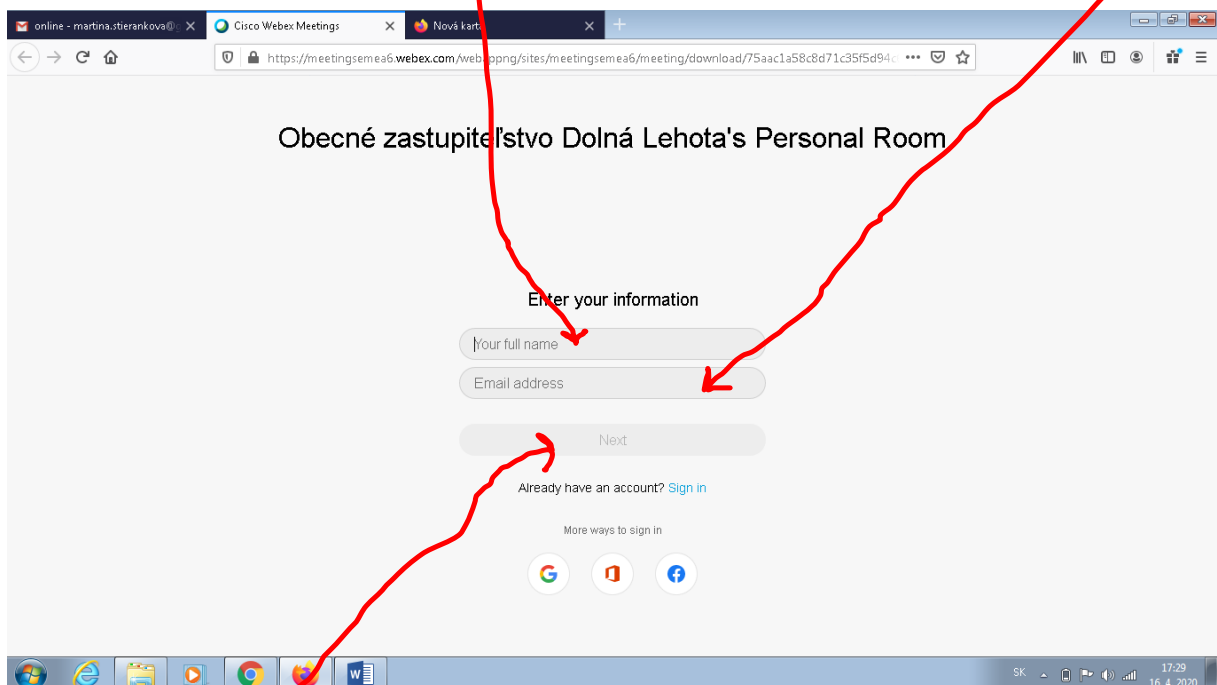 online - martina.stierankova@g
Cisco Webex Meetings
Nová karta
https://meetingsemea6.webex.com/webappng/sites/meetingsemea6/meeting/download/75aac1a58c8d71c35f5d94c
Obecné zastupiteľstvo Dolná Lehota's Personal Room
Enter your information
Your full name
Email address
Next
Already have an account? Sign in
More ways to sign in
SK
17:29
16. 4. 2020